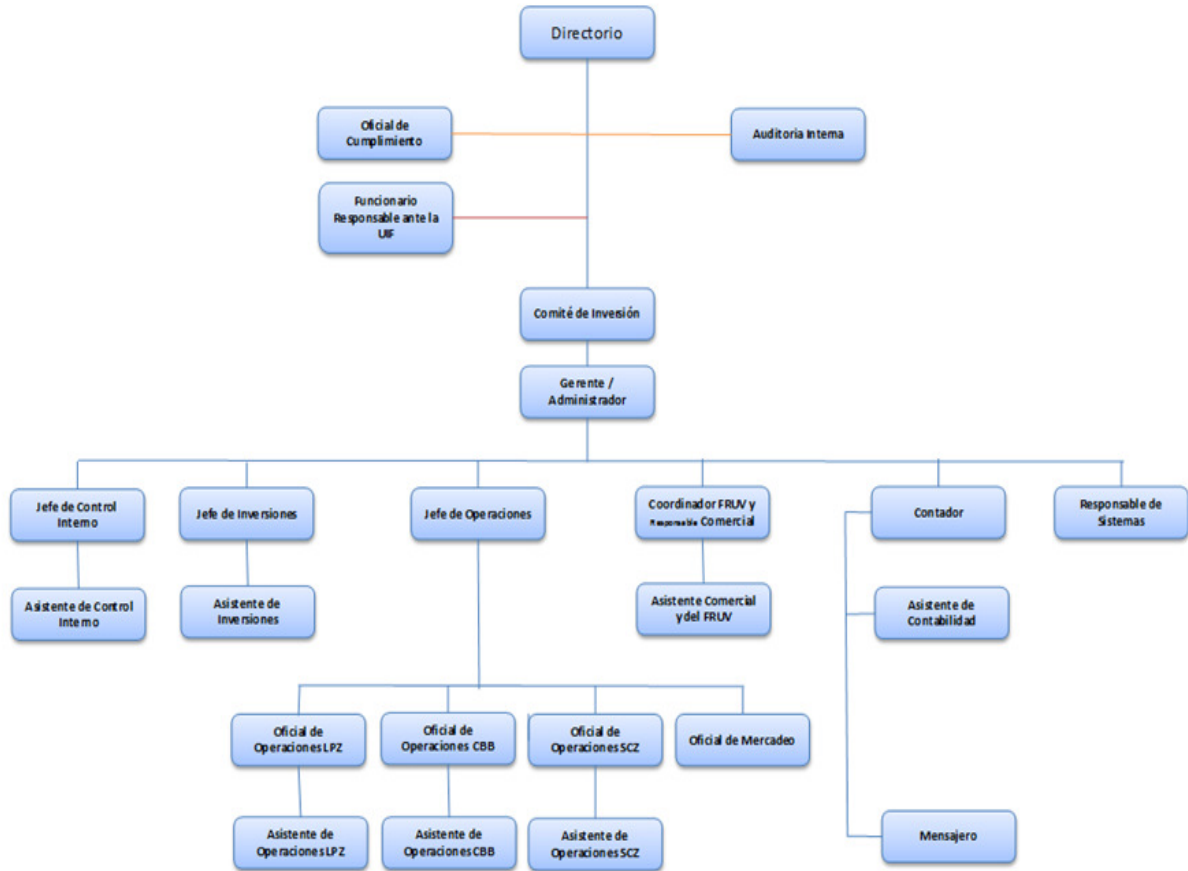 Directorio
Oficial de
Cumplimiento
Auditoria Interna
Funcionario
Responsable ante la
UIF
Comité de Inversión
Gerente /
Administrador
Jefe de Control
Interno
Jefe de Inversiones
Jefe de Operaciones
Coordinador FRUV y
Responsable Comercial
Contador
Responsable de
Sistemas
Asistente de Control
Interno
Asistente de
Inversiones
Asistente Comercial
y del FRUV
Asistente de
Contabilidad
Oficial de
Operaciones LPZ
Oficial de
Operaciones CBB
Oficial de
Operaciones SCZ
Oficial de Mercadeo
Asistente de
Operaciones LPZ
Asistente de
Operaciones CBB
Asistente de
Operaciones SCZ
Mensajero